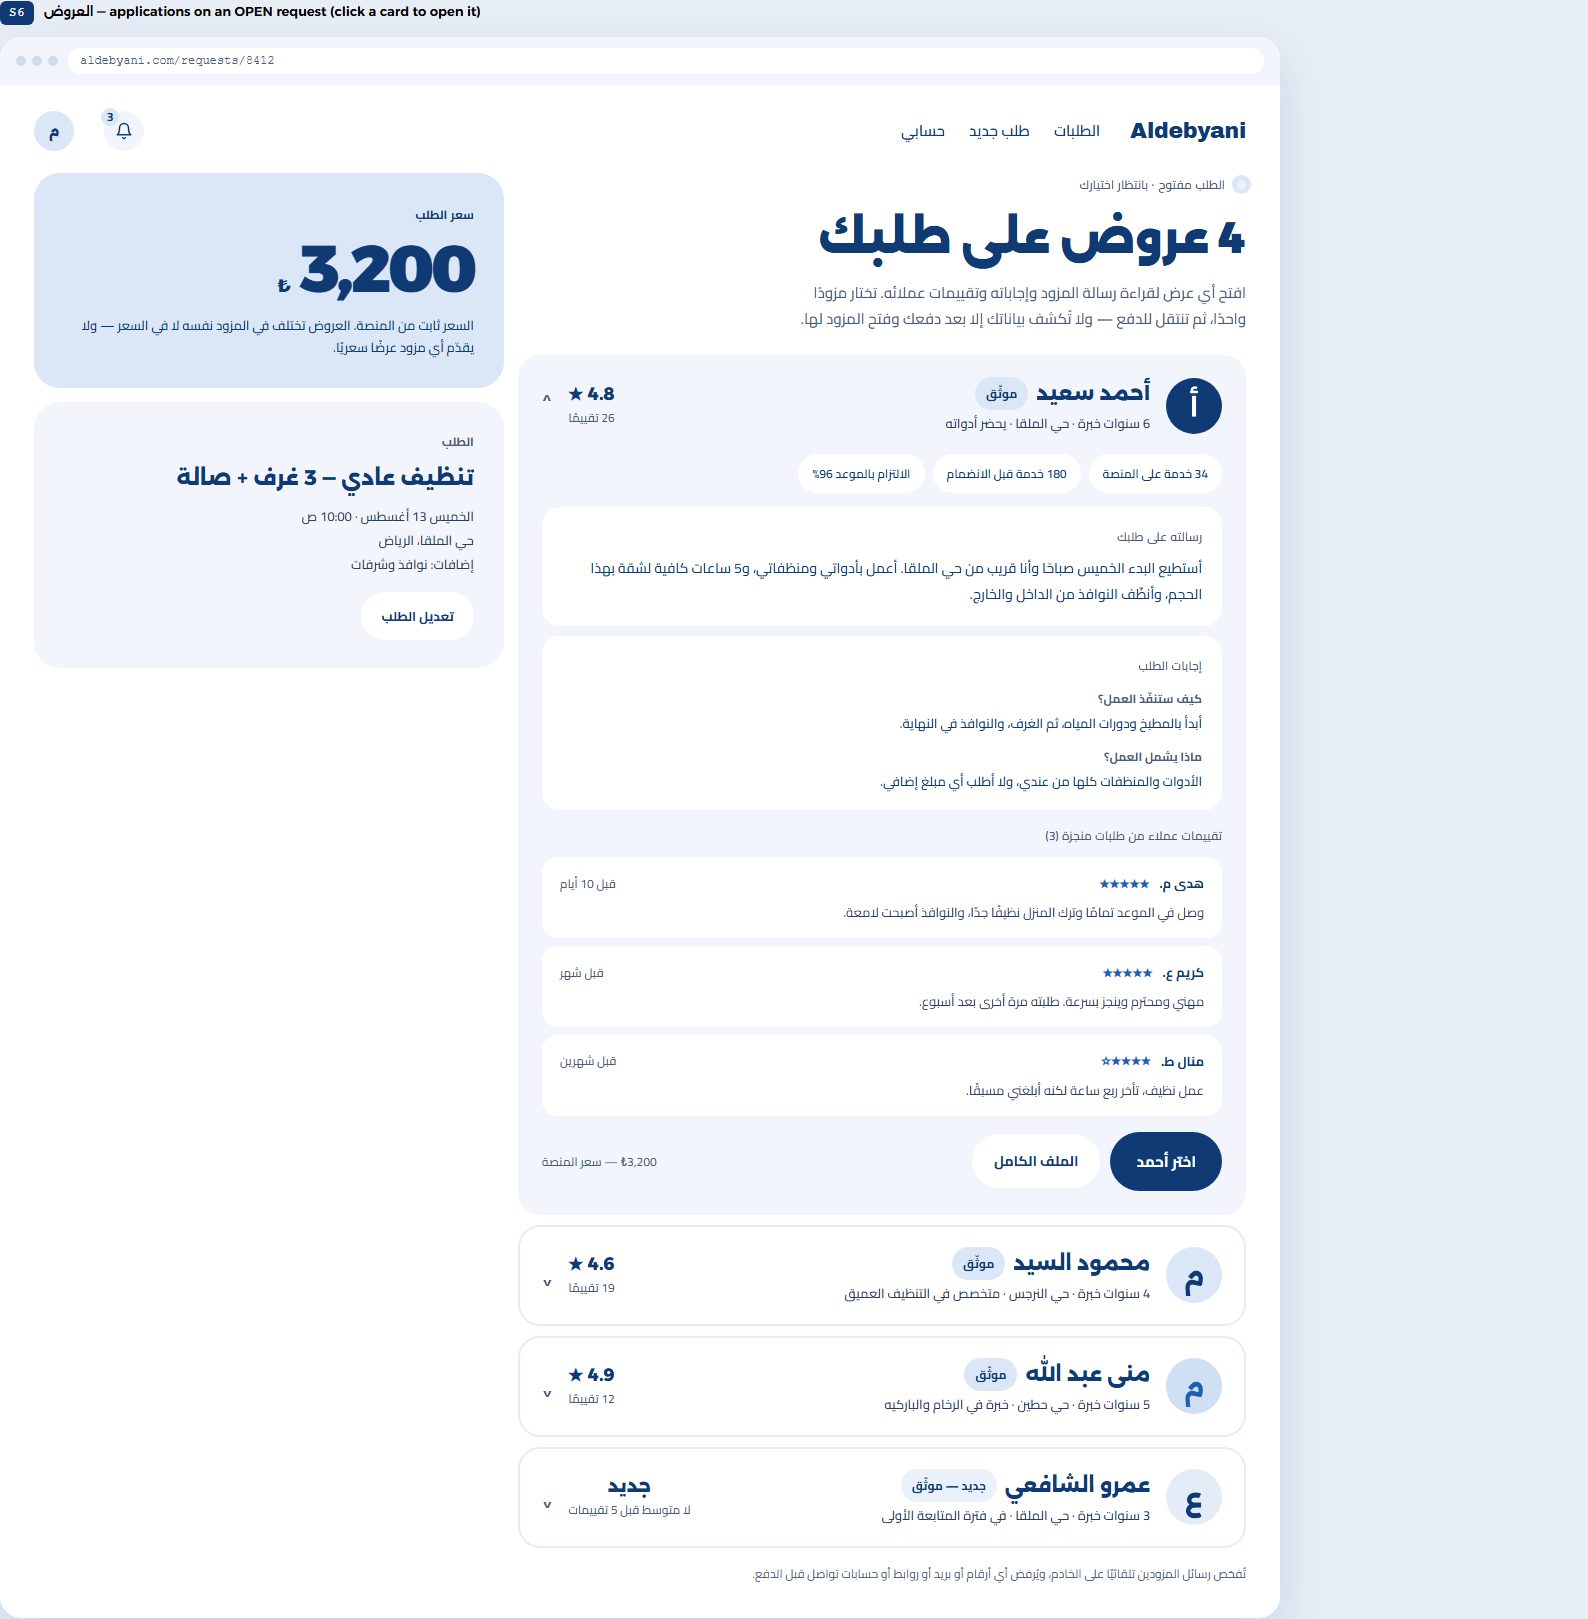 S6 العروض — applications on an OPEN request (click a card to open it)
aldebyani.com/requests/8412
Aldebyani الطلبات طلب جديد حسابي
3
م
الطلب مفتوح · بانتظار اختيارك
4 عروض على طلبك
افتح أي عرض لقراءة رسالة المزود وإجاباته وتقييمات عملائه. تختار مزودًا
واحدًا، ثم تنتقل للدفع — ولا تُكشف بياناتك إلا بعد دفعك وفتح المزود لها.
أ
أحمد سعيد موثّق
6 سنوات خبرة · حي الملقا · يحضر أدواته
4.8 ★
26 تقييمًا
^
34 خدمة على المنصة
180 خدمة قبل الانضمام
الالتزام بالموعد 96%
رسالته على طلبك
أستطيع البدء الخميس صباحًا وأنا قريب من حي الملقا. أعمل بأدواتي ومنظفاتي، و5 ساعات كافية لشقة بهذا
الحجم، وأنظّف النوافذ من الداخل والخارج.
إجابات الطلب
كيف ستنفّذ العمل؟
أبدأ بالمطبخ ودورات المياه، ثم الغرف، والنوافذ في النهاية.
ماذا يشمل العمل؟
الأدوات والمنظفات كلها من عندي، ولا أطلب أي مبلغ إضافي.
تقييمات عملاء من طلبات منجزة (3)
هدى م. ★★★★★ قبل 10 أيام
وصل في الموعد تمامًا وترك المنزل نظيفًا جدًا، والنوافذ أصبحت لامعة.
كريم ع. ★★★★★ قبل شهر
مهني ومحترم وينجز بسرعة. طلبته مرة أخرى بعد أسبوع.
منال ط. ★★★★☆ قبل شهرين
عمل نظيف، تأخر ربع ساعة لكنه أبلغني مسبقًا.
اختر أحمد
الملف الكامل
₺3,200 — سعر المنصة
م
محمود السيد موثّق
4 سنوات خبرة · حي النرجس · متخصص في التنظيف العميق
4.6 ★
19 تقييمًا
v
م
منى عبد الله موثّق
5 سنوات خبرة · حي حطين · خبرة في الرخام والباركيه
4.9 ★
12 تقييمًا
v
ع
عمرو الشافعي جديد — موثّق
3 سنوات خبرة · حي الملقا · في فترة المتابعة الأولى
جديد
لا متوسط قبل 5 تقييمات
v
تُفحَص رسائل المزودين تلقائيًا على الخادم، ويُرفض أي أرقام أو بريد أو روابط أو حسابات تواصل قبل الدفع.
سعر الطلب
3,200 ₺
السعر ثابت من المنصة. العروض تختلف في المزود نفسه لا في السعر — ولا
يقدّم أي مزود عرضًا سعريًا.
الطلب
تنظيف عادي — 3 غرف + صالة
الخميس 13 أغسطس · 10:00 ص
حي الملقا، الرياض
إضافات: نوافذ وشرفات
تعديل الطلب